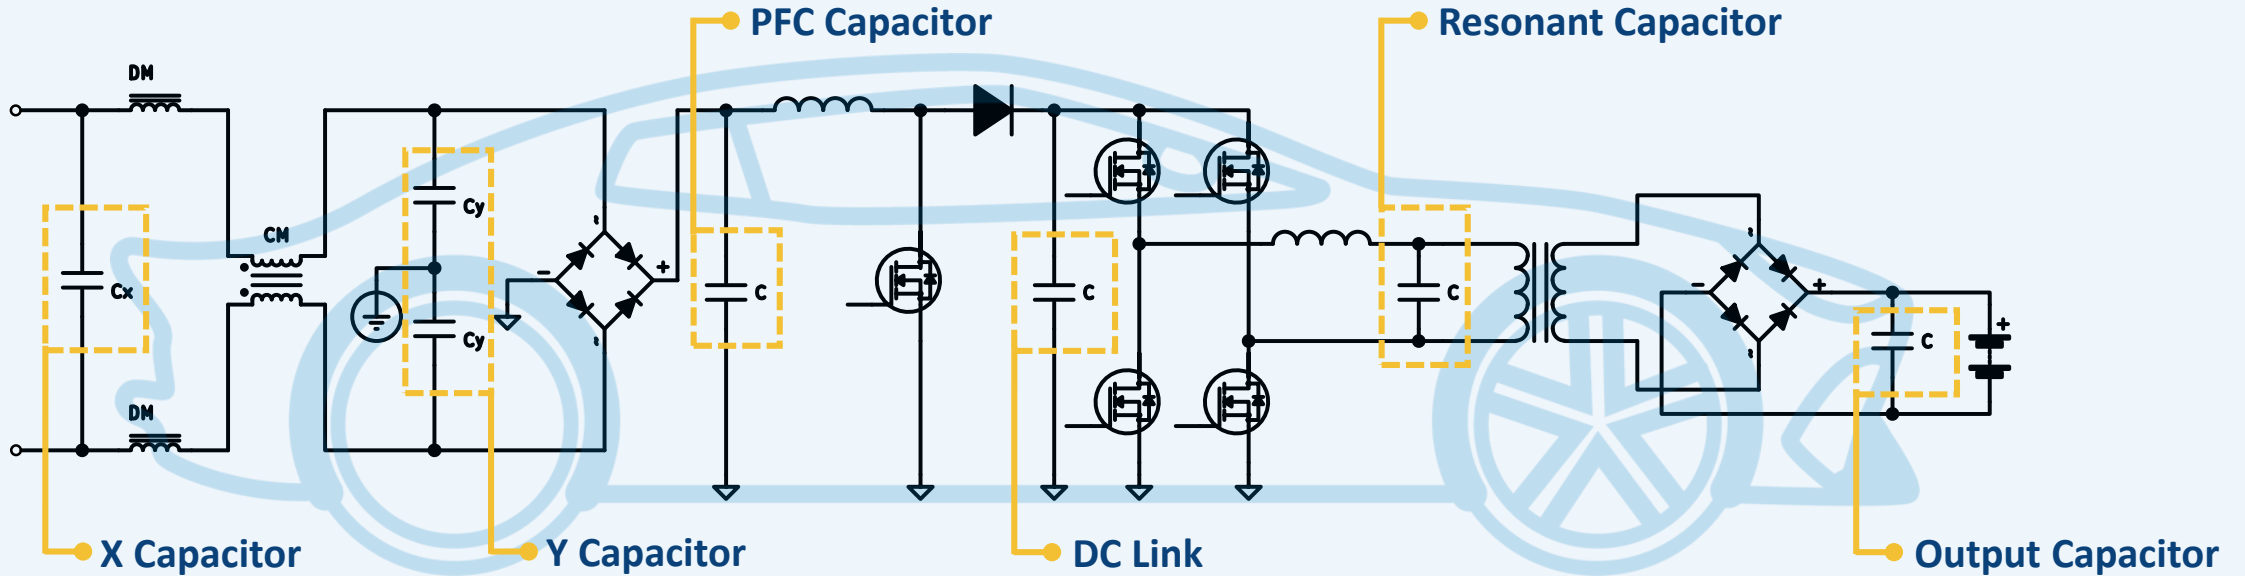 PFC Capacitor
Resonant Capacitor
DM
Cy
CM
~
Cx
-
+
C
C
C
Cy
~
DM
~
-
+
+
C
~
X Capacitor
Y Capacitor
DC Link
Output Capacitor